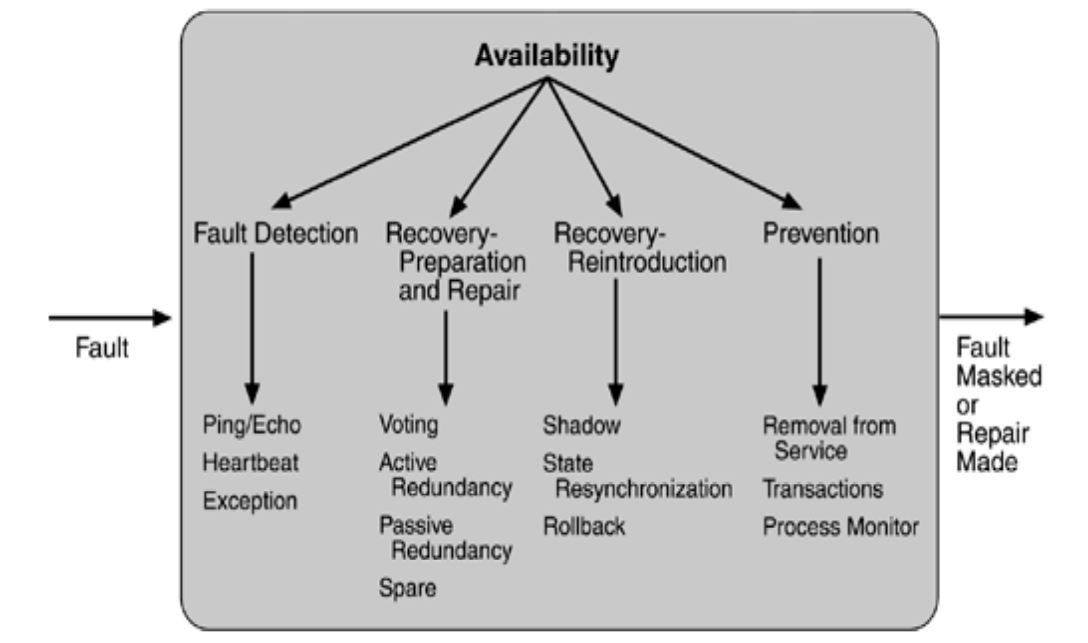 Availability
Fault Detection
Recovery-
Preparation
and Repair
Recovery-
Reintroduction
Prevention
Fault
Fault
Masked
or
Repair
Made
Ping/Echo
Heartbeat
Exception
Voting
Active
Redundancy
Passive
Redundancy
Spare
Shadow
State
Resynchronization
Rollback
Removal from
Service
Transactions
Process Monitor